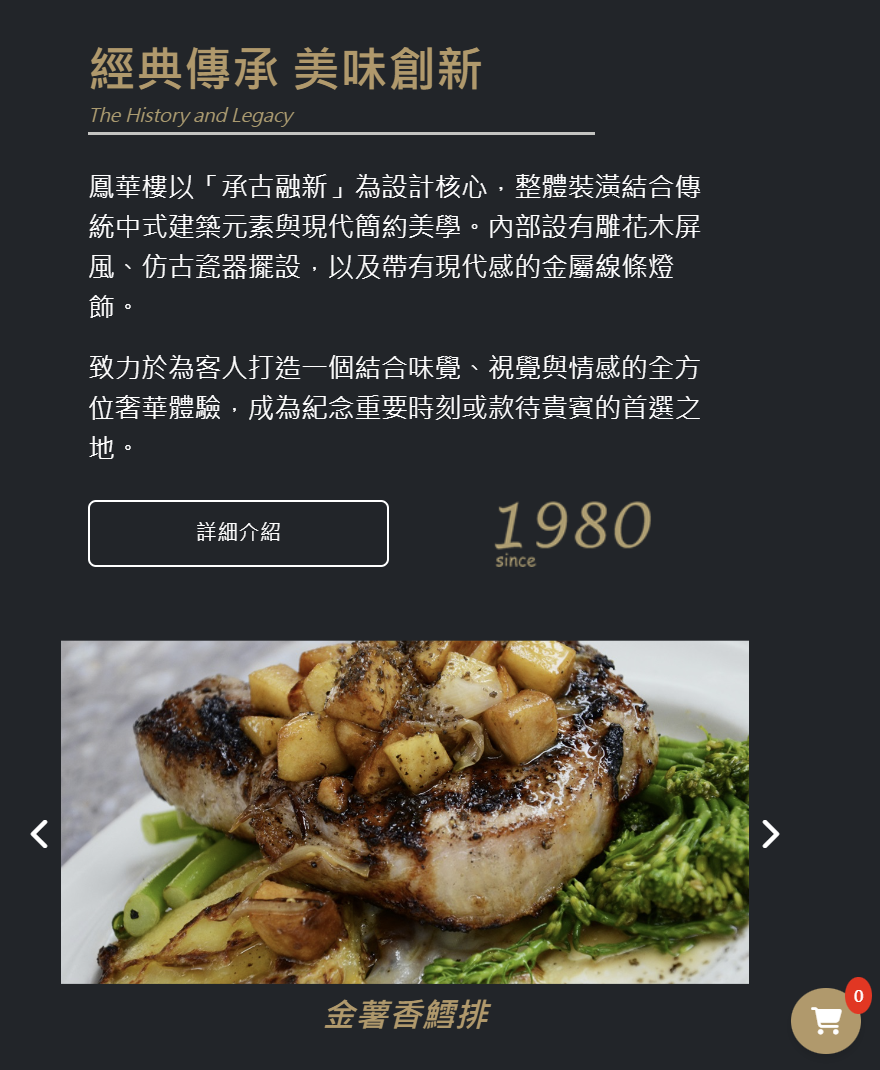 經典傳承 美味創新
The History and Legacy
鳳華樓以「承古融新」為設計核心，整體裝潢結合傳
統中式建築元素與現代簡約美學。內部設有雕花木屏
風、仿古瓷器擺設，以及帶有現代感的金屬線條燈
飾。
致力於為客人打造一個結合味覺、視覺與情感的全方
位奢華體驗，成為紀念重要時刻或款待貴賓的首選之
地。
詳細介紹
1980
since
金薯香鱈排
0